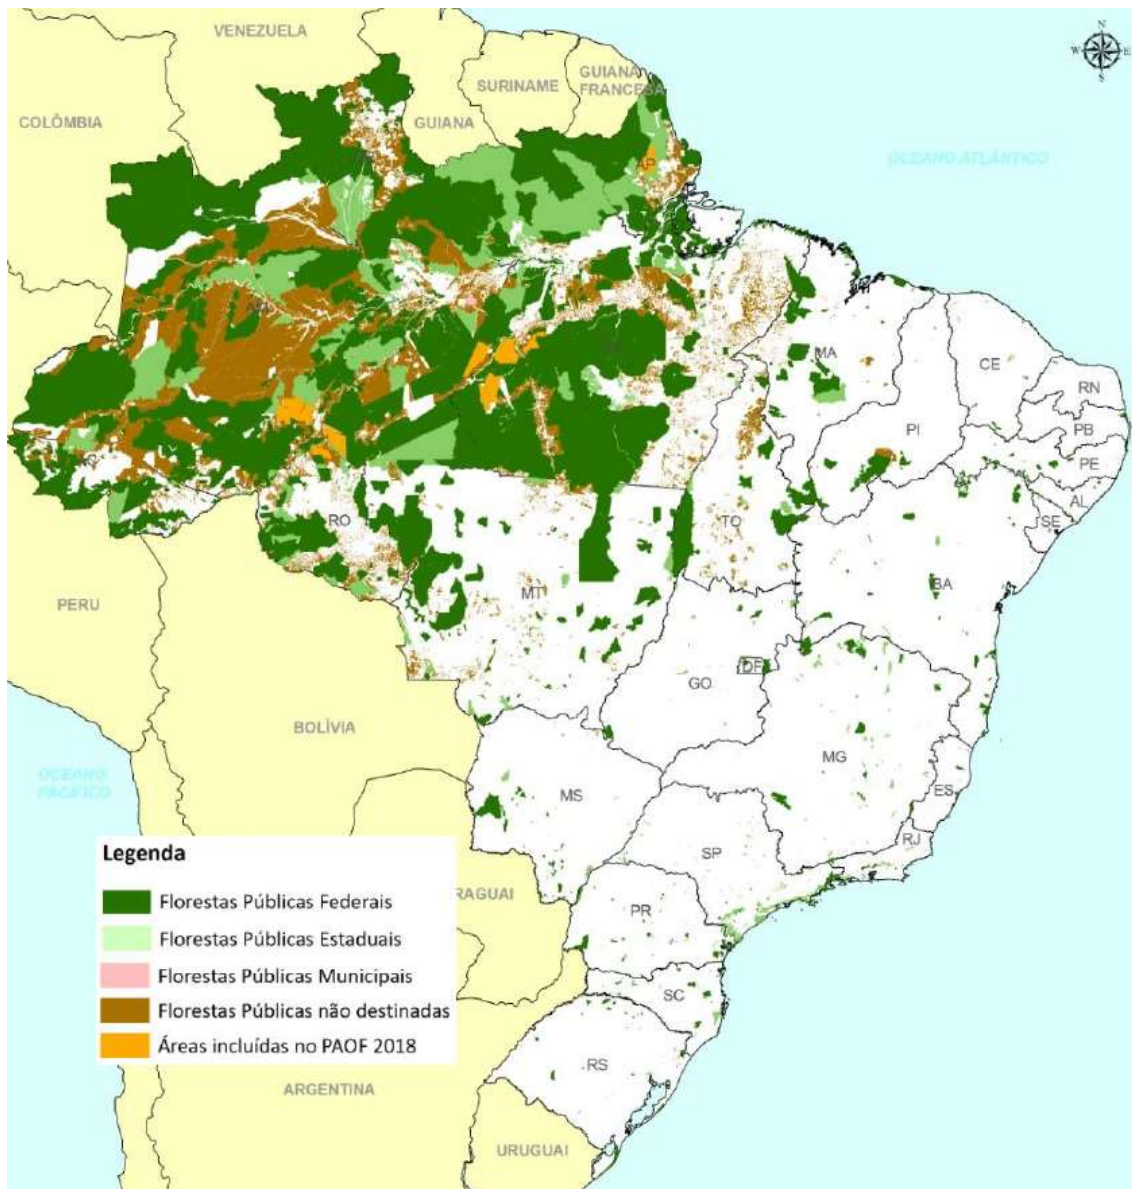 N
W E
S
VENEZUELA
GUIANA
FRANCESA
SURINAME
COLÔMBIA
GUIANA
OCEANO ATLÂNTICO
AP
MA
CE
RN
PB
PI
PE
AL
SE
TO
RO
BA
MT
PERU
DF
GO
BOLÍVIA
MG
OCEANO
PACÍFICO
MS
ES
RJ
SP
Legenda
Florestas Públicas Federais
Florestas Públicas Estaduais
Florestas Públicas Municipais
Florestas Públicas não destinadas
Áreas incluídas no PAOF 2018
RAGUAI
PR
SC
RS
ARGENTINA
URUGUAI